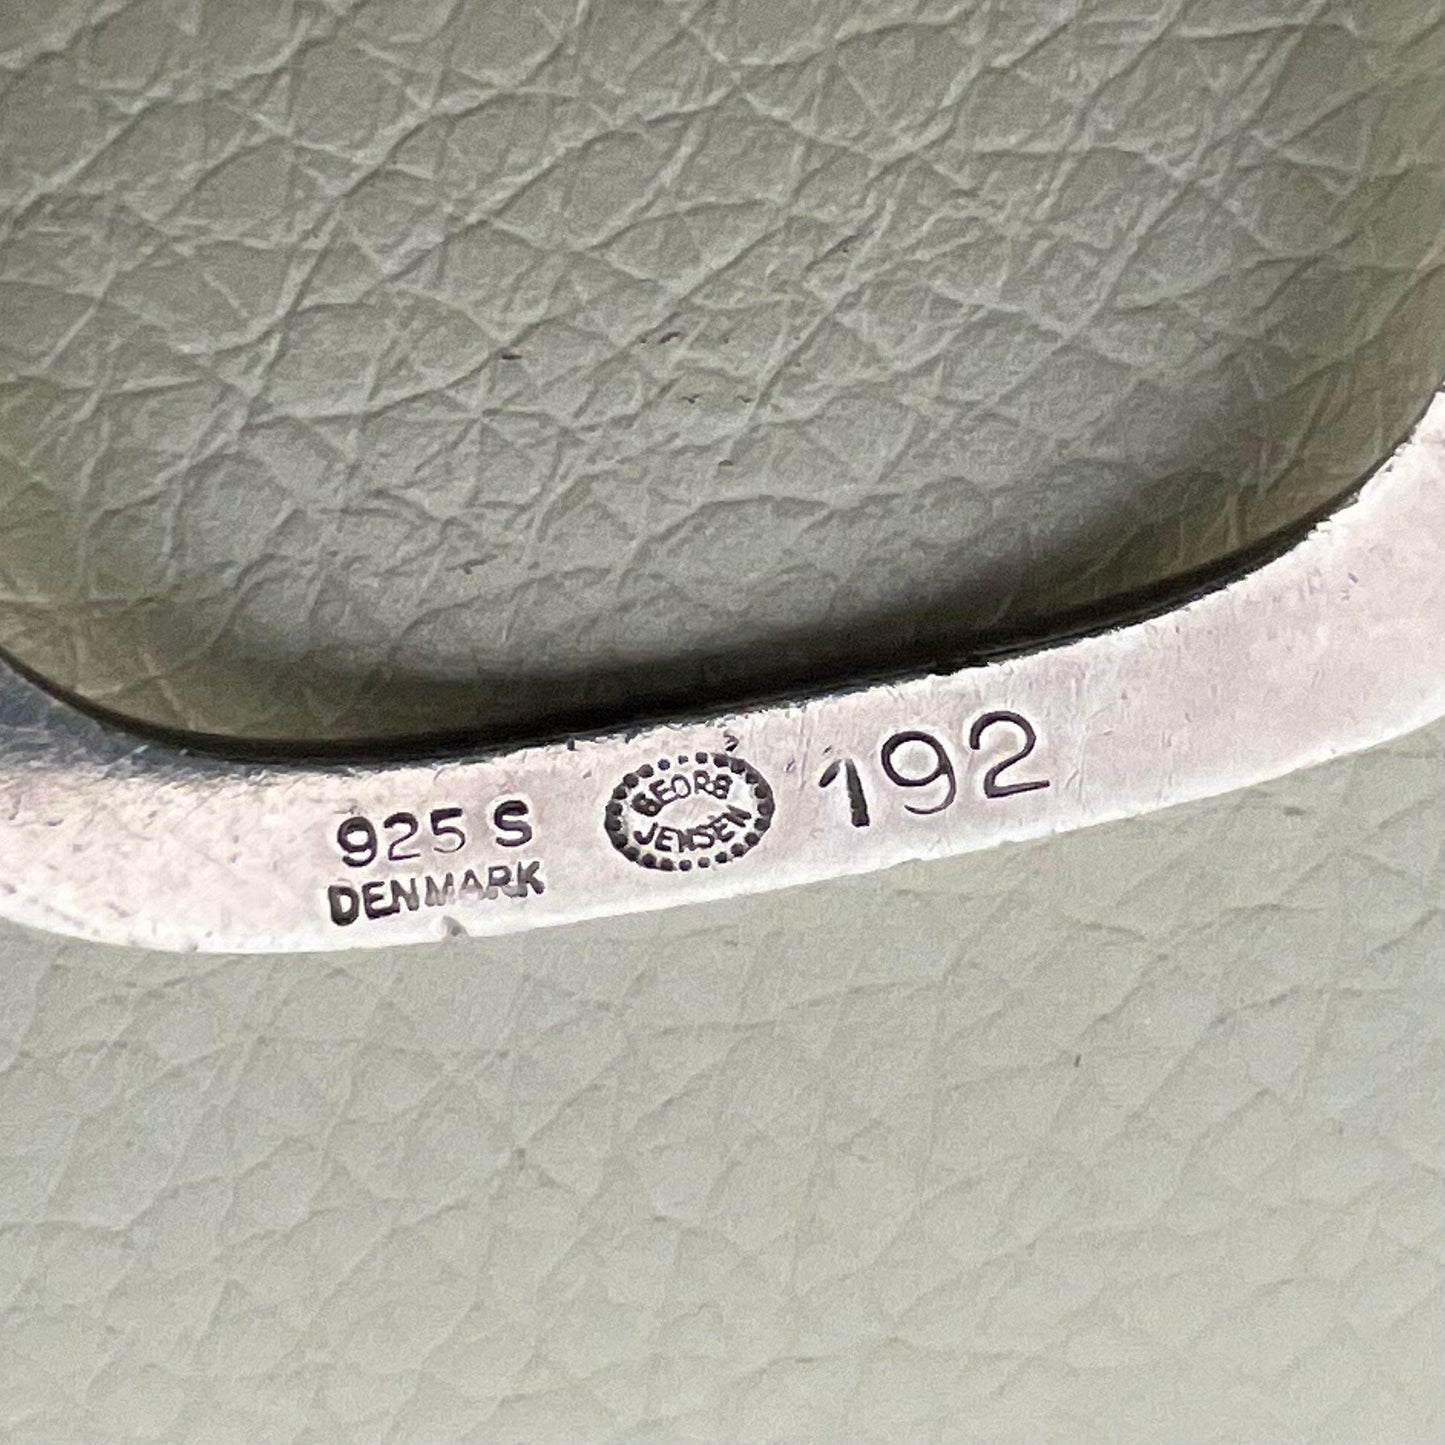 925 S
DENMARK
GEORG
JENSEN
192